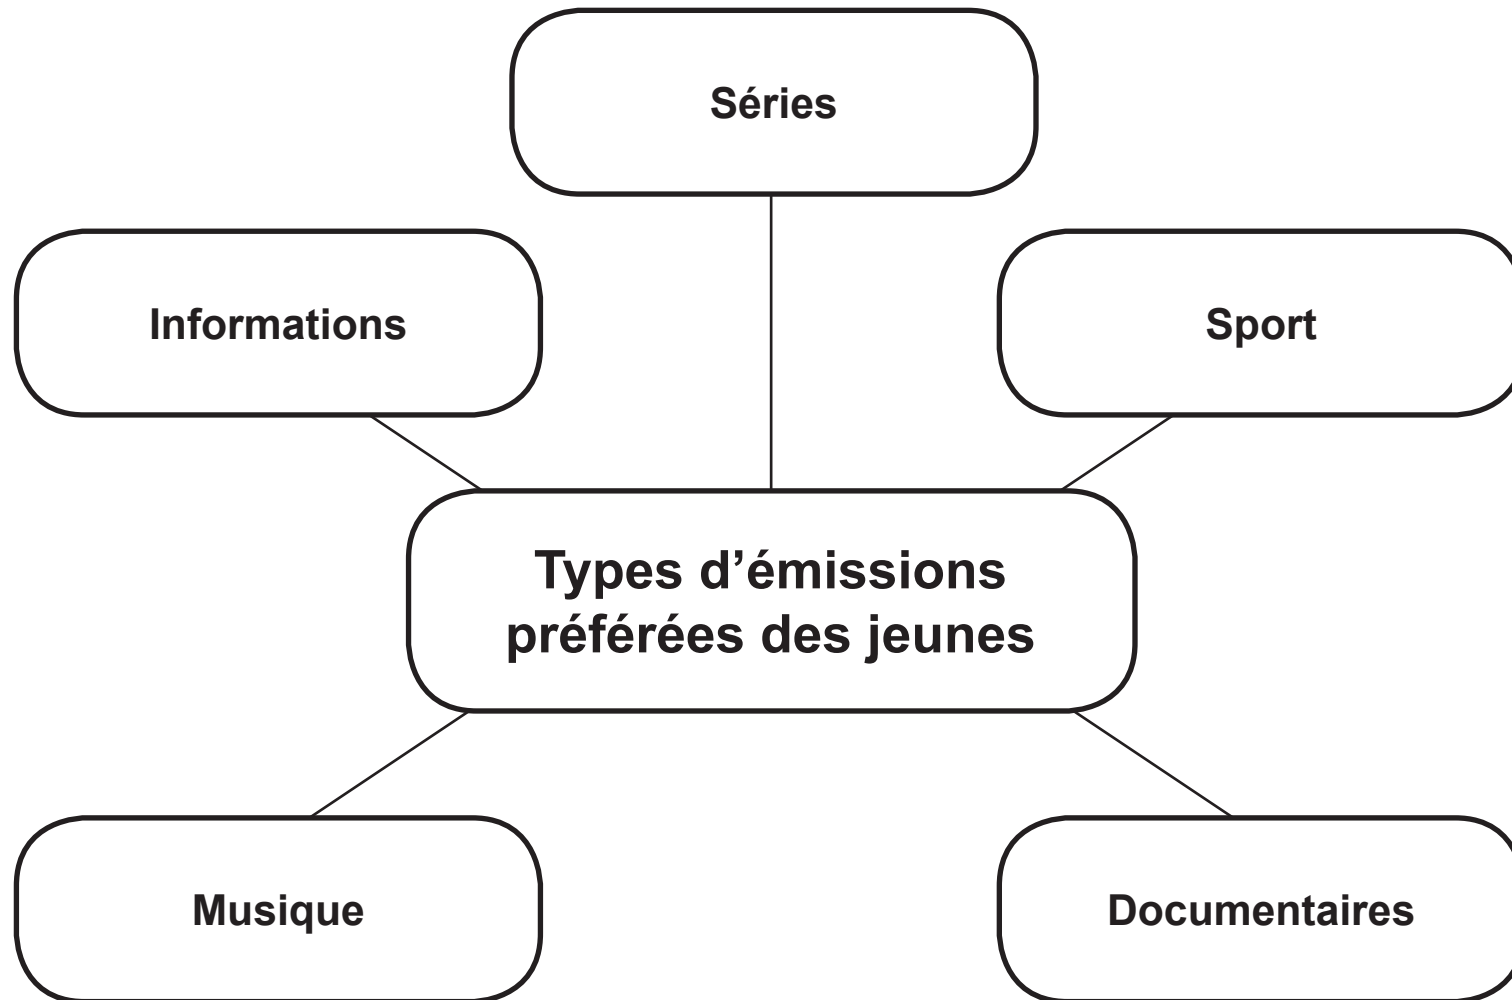 Séries
Informations
Sport
Types d’émissions
préférées des jeunes
Musique
Documentaires